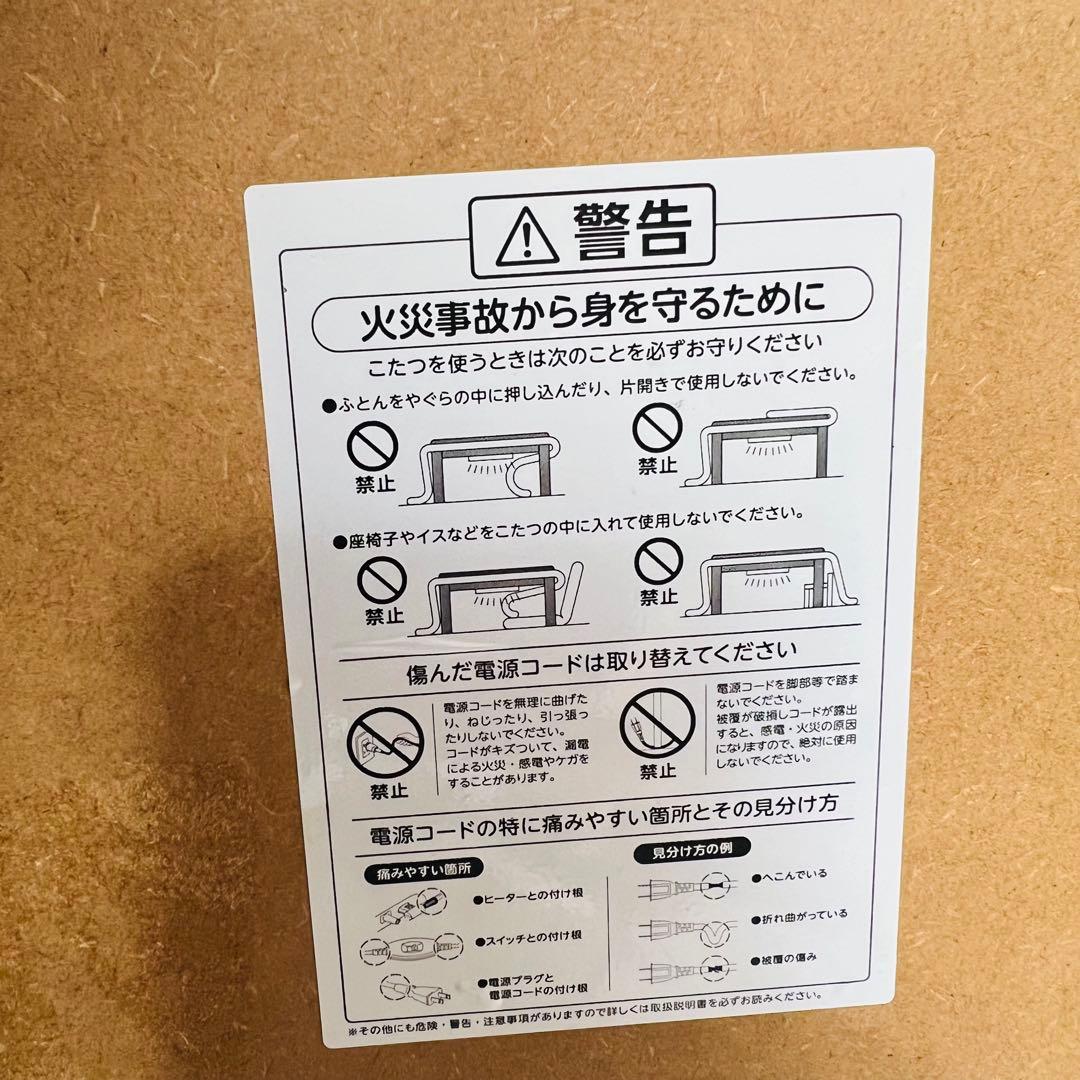 警告
火災事故から身を守るために
こたつを使うときは次のことを必ずお守りください
●ふとんをやぐらの中に押し込んだり、片開きで使用しないでください。
禁止
禁止
●座椅子やイスなどをこたつの中に入れて使用しないでください。
禁止
禁止
傷んだ電源コードは取り替えてください
電源コードを無理に曲げた
り、ねじったり、引っ張っ
たりしないでください。
コードがキズついて、漏電
による火災・感電やケガを
することがあります。
禁止
電源コードを脚部等で踏ま
ないでください。
被覆が破損しコードが露出
すると、感電・火災の原因
になりますので、絶対に使用
しないでください。
禁止
電源コードの特に痛みやすい箇所とその見分け方
痛みやすい箇所
●ヒーターとの付け根
●スイッチとの付け根
●電源プラグと
電源コードの付け根
見分け方の例
●へこんでいる
●折れ曲がっている
●被覆の傷み
※その他にも危険・警告・注意事項がありますので詳しくは取扱説明書を必ずお読みください。